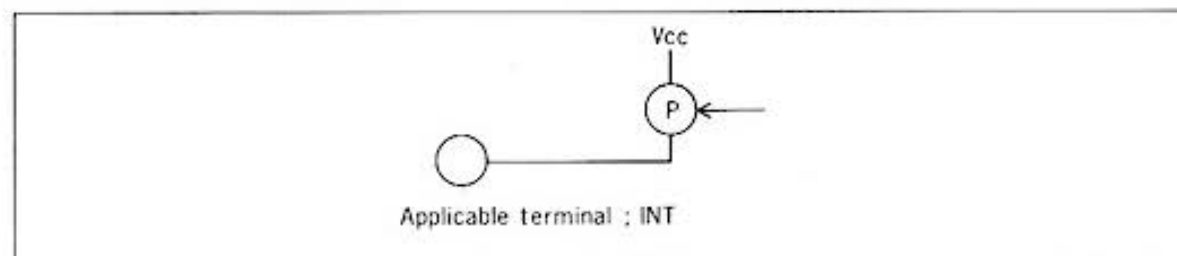 Vcc
P
Applicable terminal ; INT